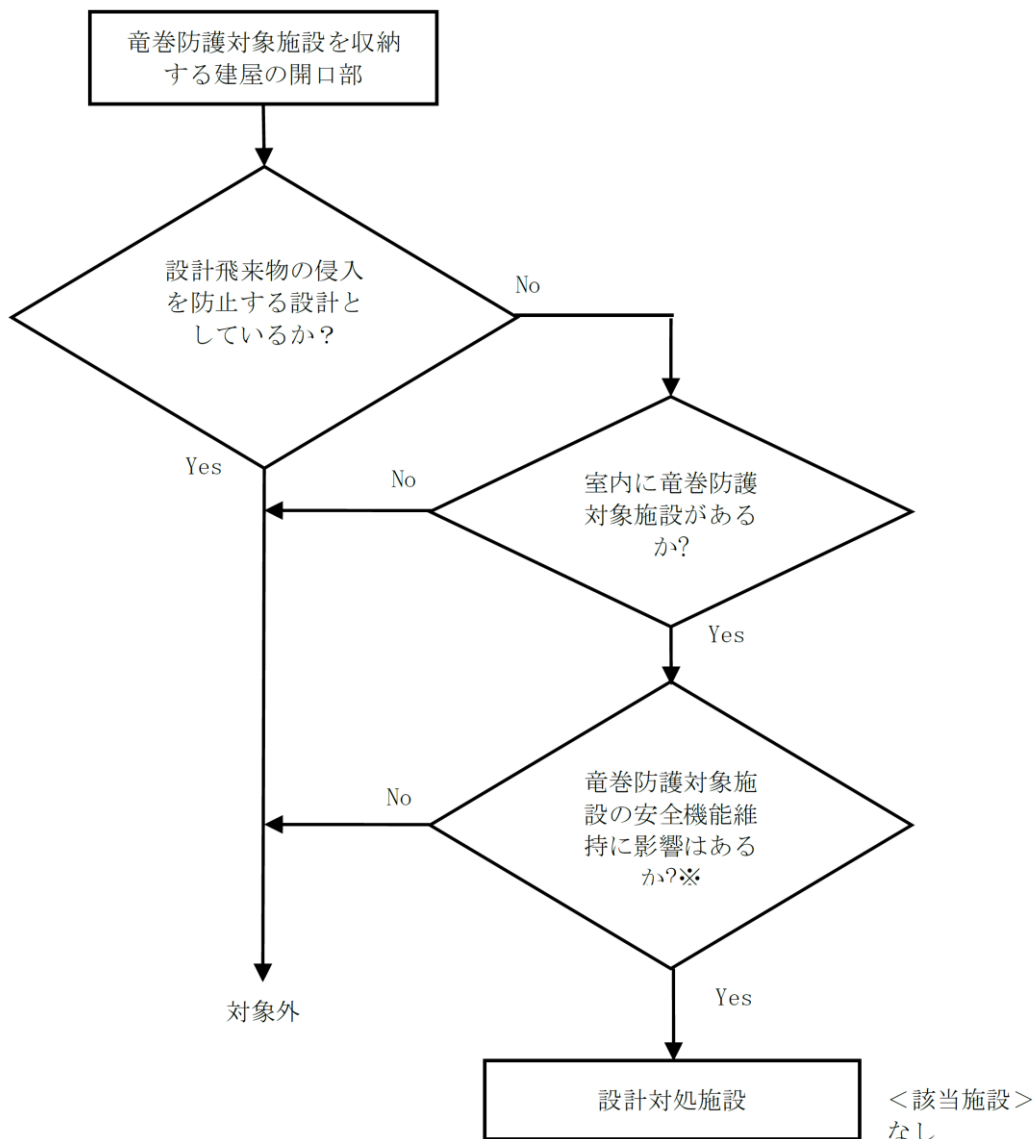 竜巻防護対象施設を収納
する建屋の開口部
設計飛来物の侵入
を防止する設計と
しているか？
No
Yes
No
室内に竜巻防護
対象施設がある
か?
Yes
No
竜巻防護対象施
設の安全機能維
持に影響はある
か?※
Yes
対象外
設計対処施設
＜該当施設＞
なし